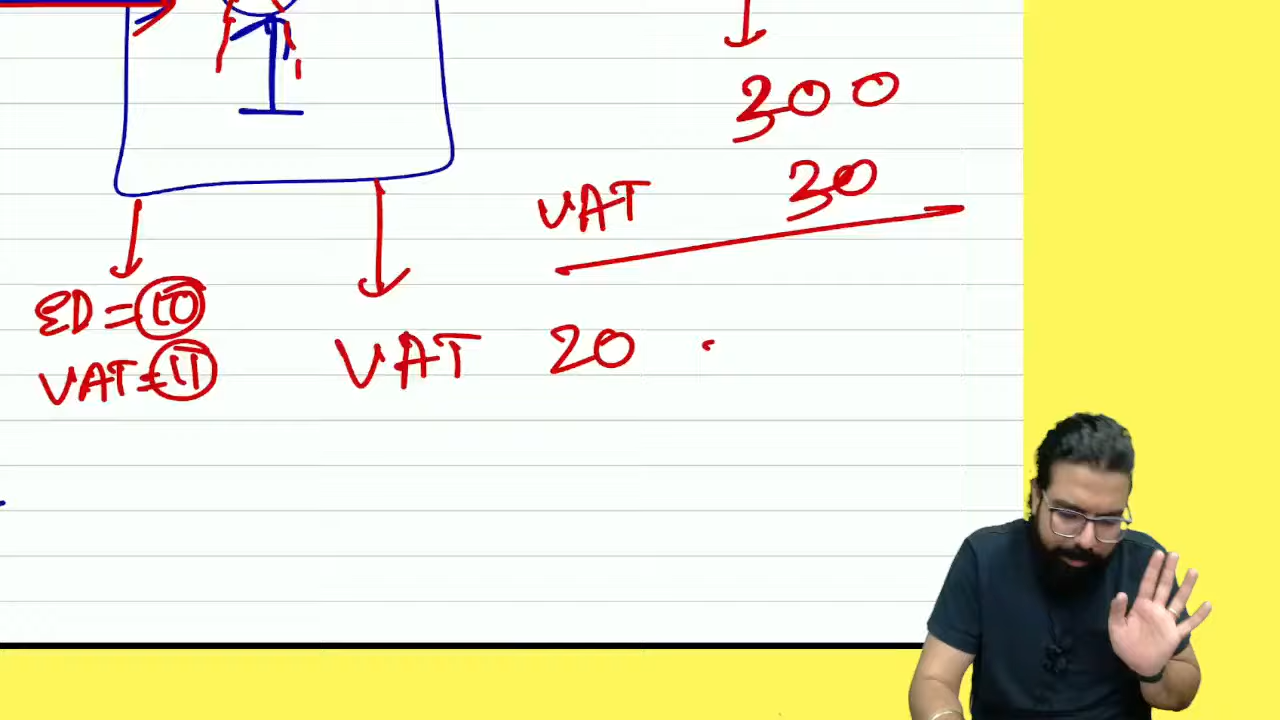 300
VAT 30
ED = 10
VAT = 11
VAT 20